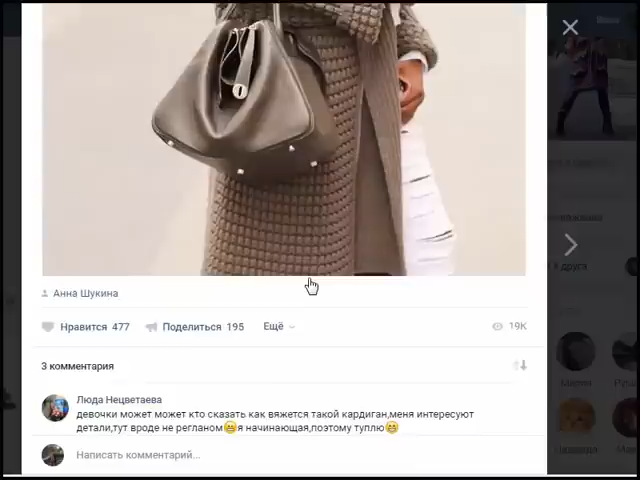 Анна Шукина
Нравится 477 Поделиться 195 Ещё 19K
3 комментария
Люда Нецветаева
девочки может может кто сказать как вяжется такой кардиган,меня интересуют
детали,тут вроде не регланом😁я начинающая,поэтому туплю😁
Написать комментарий...